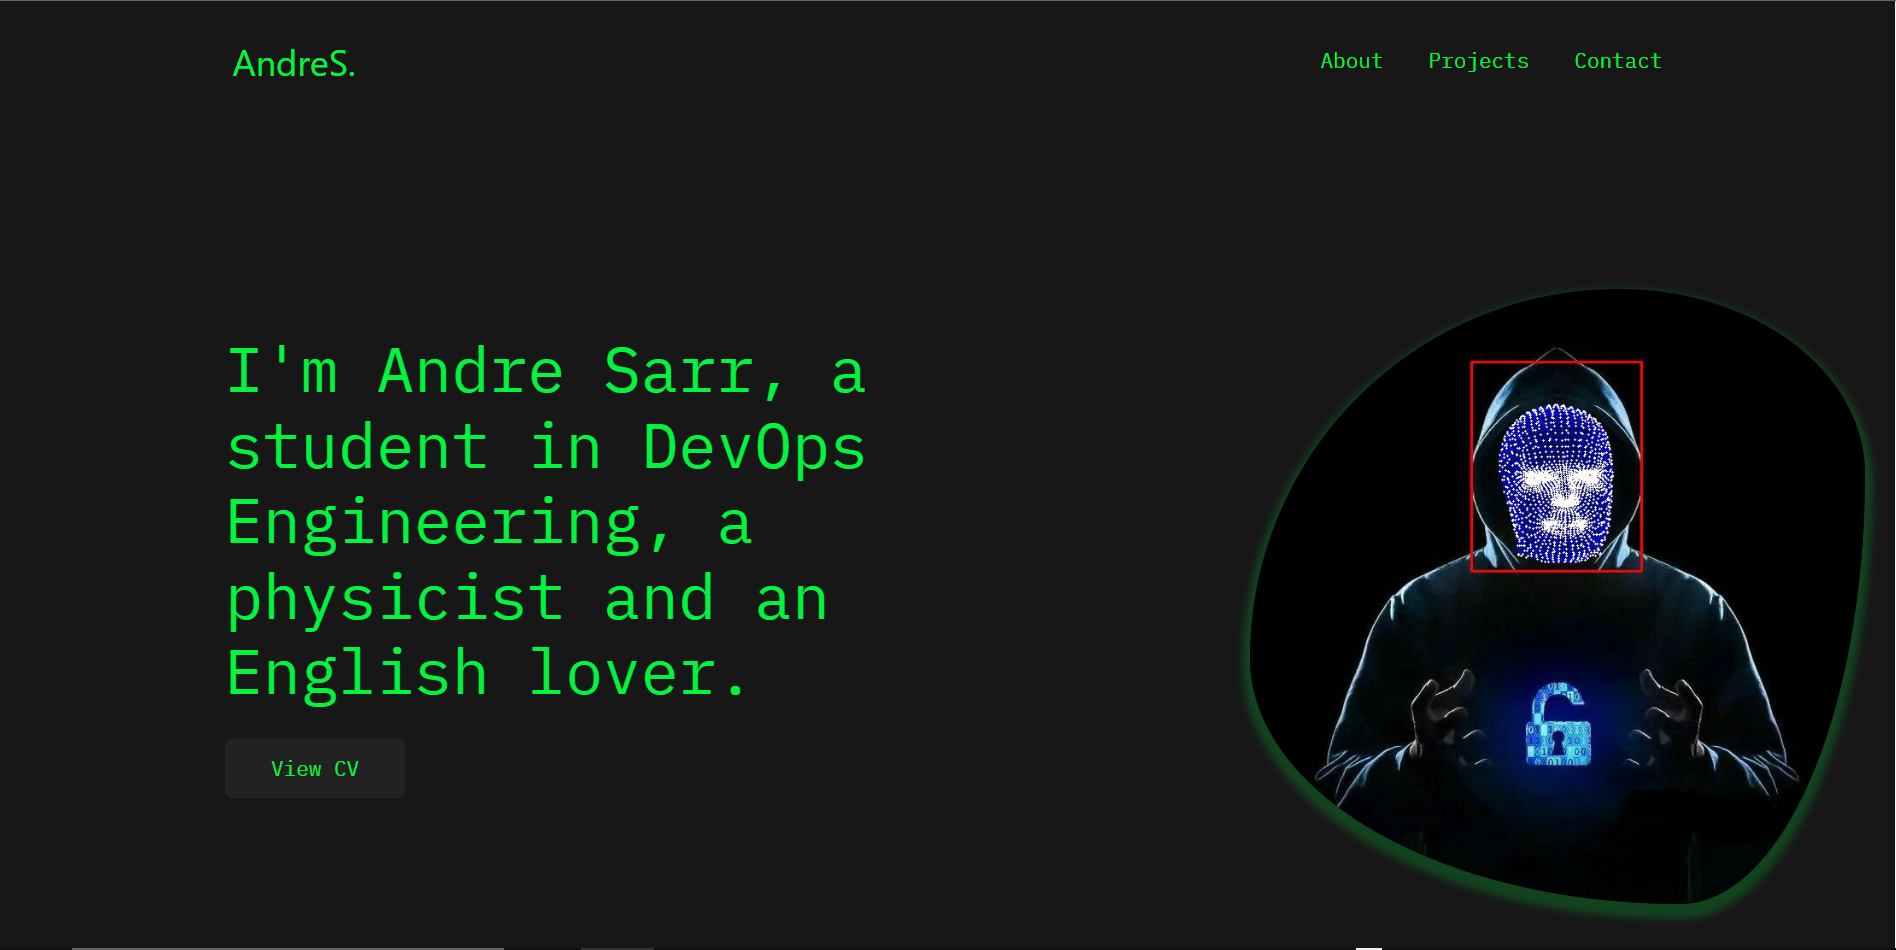 AndreS.
About Projects Contact
I'm Andre Sarr, a
student in DevOps
Engineering, a
physicist and an
English lover.
View CV